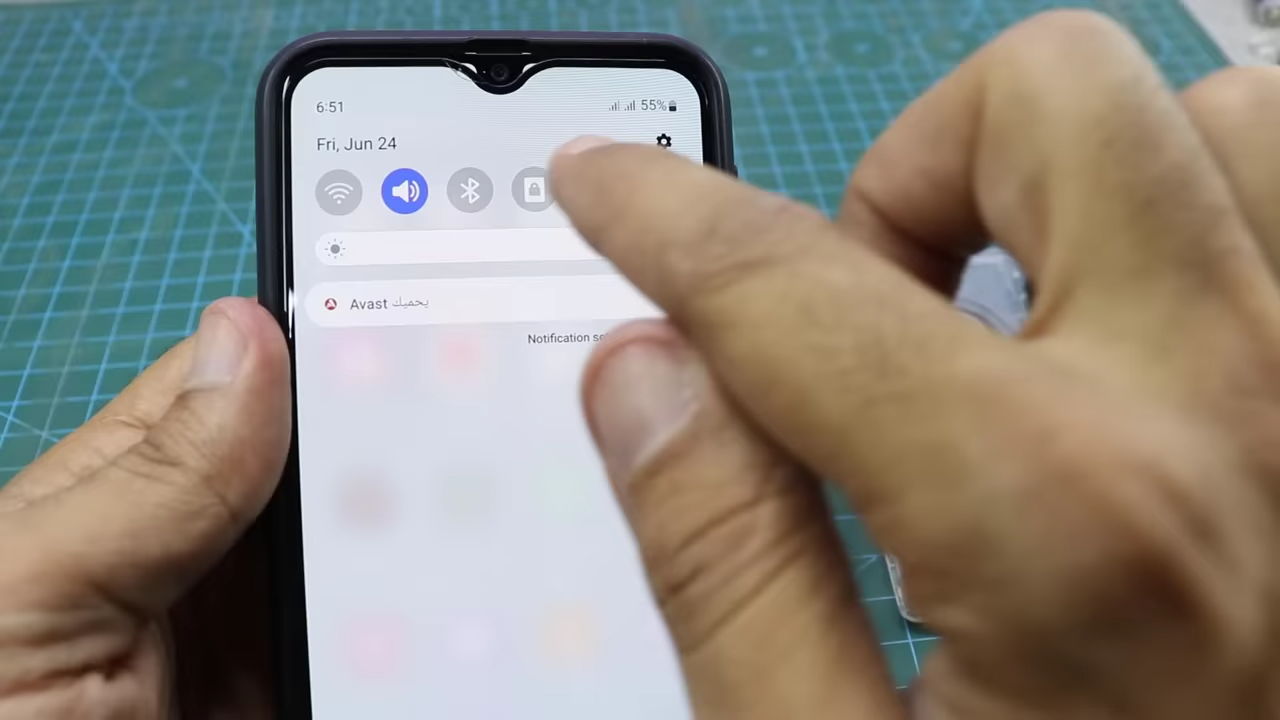 6:51 55%
Fri, Jun 24
Avast يحميك
Notification